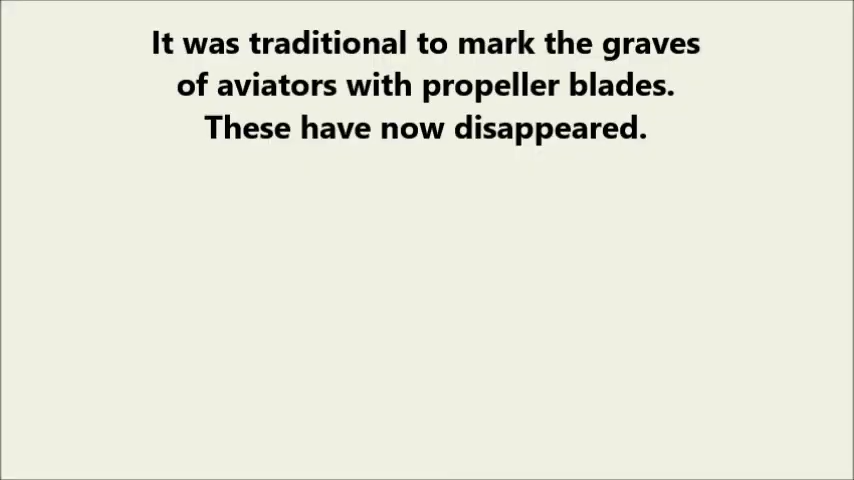 It was traditional to mark the graves
of aviators with propeller blades.
These have now disappeared.